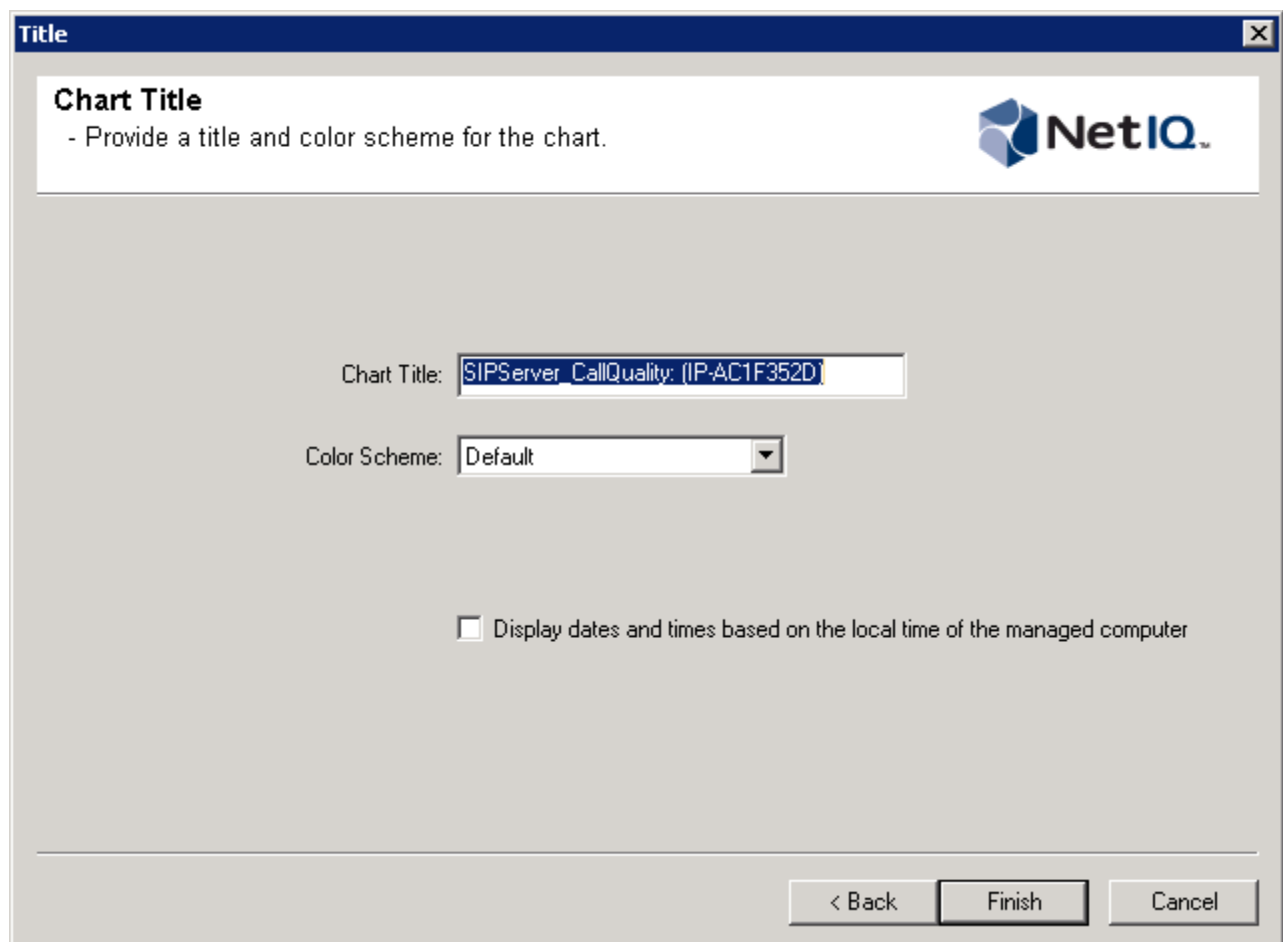 Title
Chart Title
- Provide a title and color scheme for the chart.
NetIQ™
Chart Title: SIPServer_CallQuality: (IP-AC1F352D)
Color Scheme: Default
Display dates and times based on the local time of the managed computer
< Back Finish Cancel